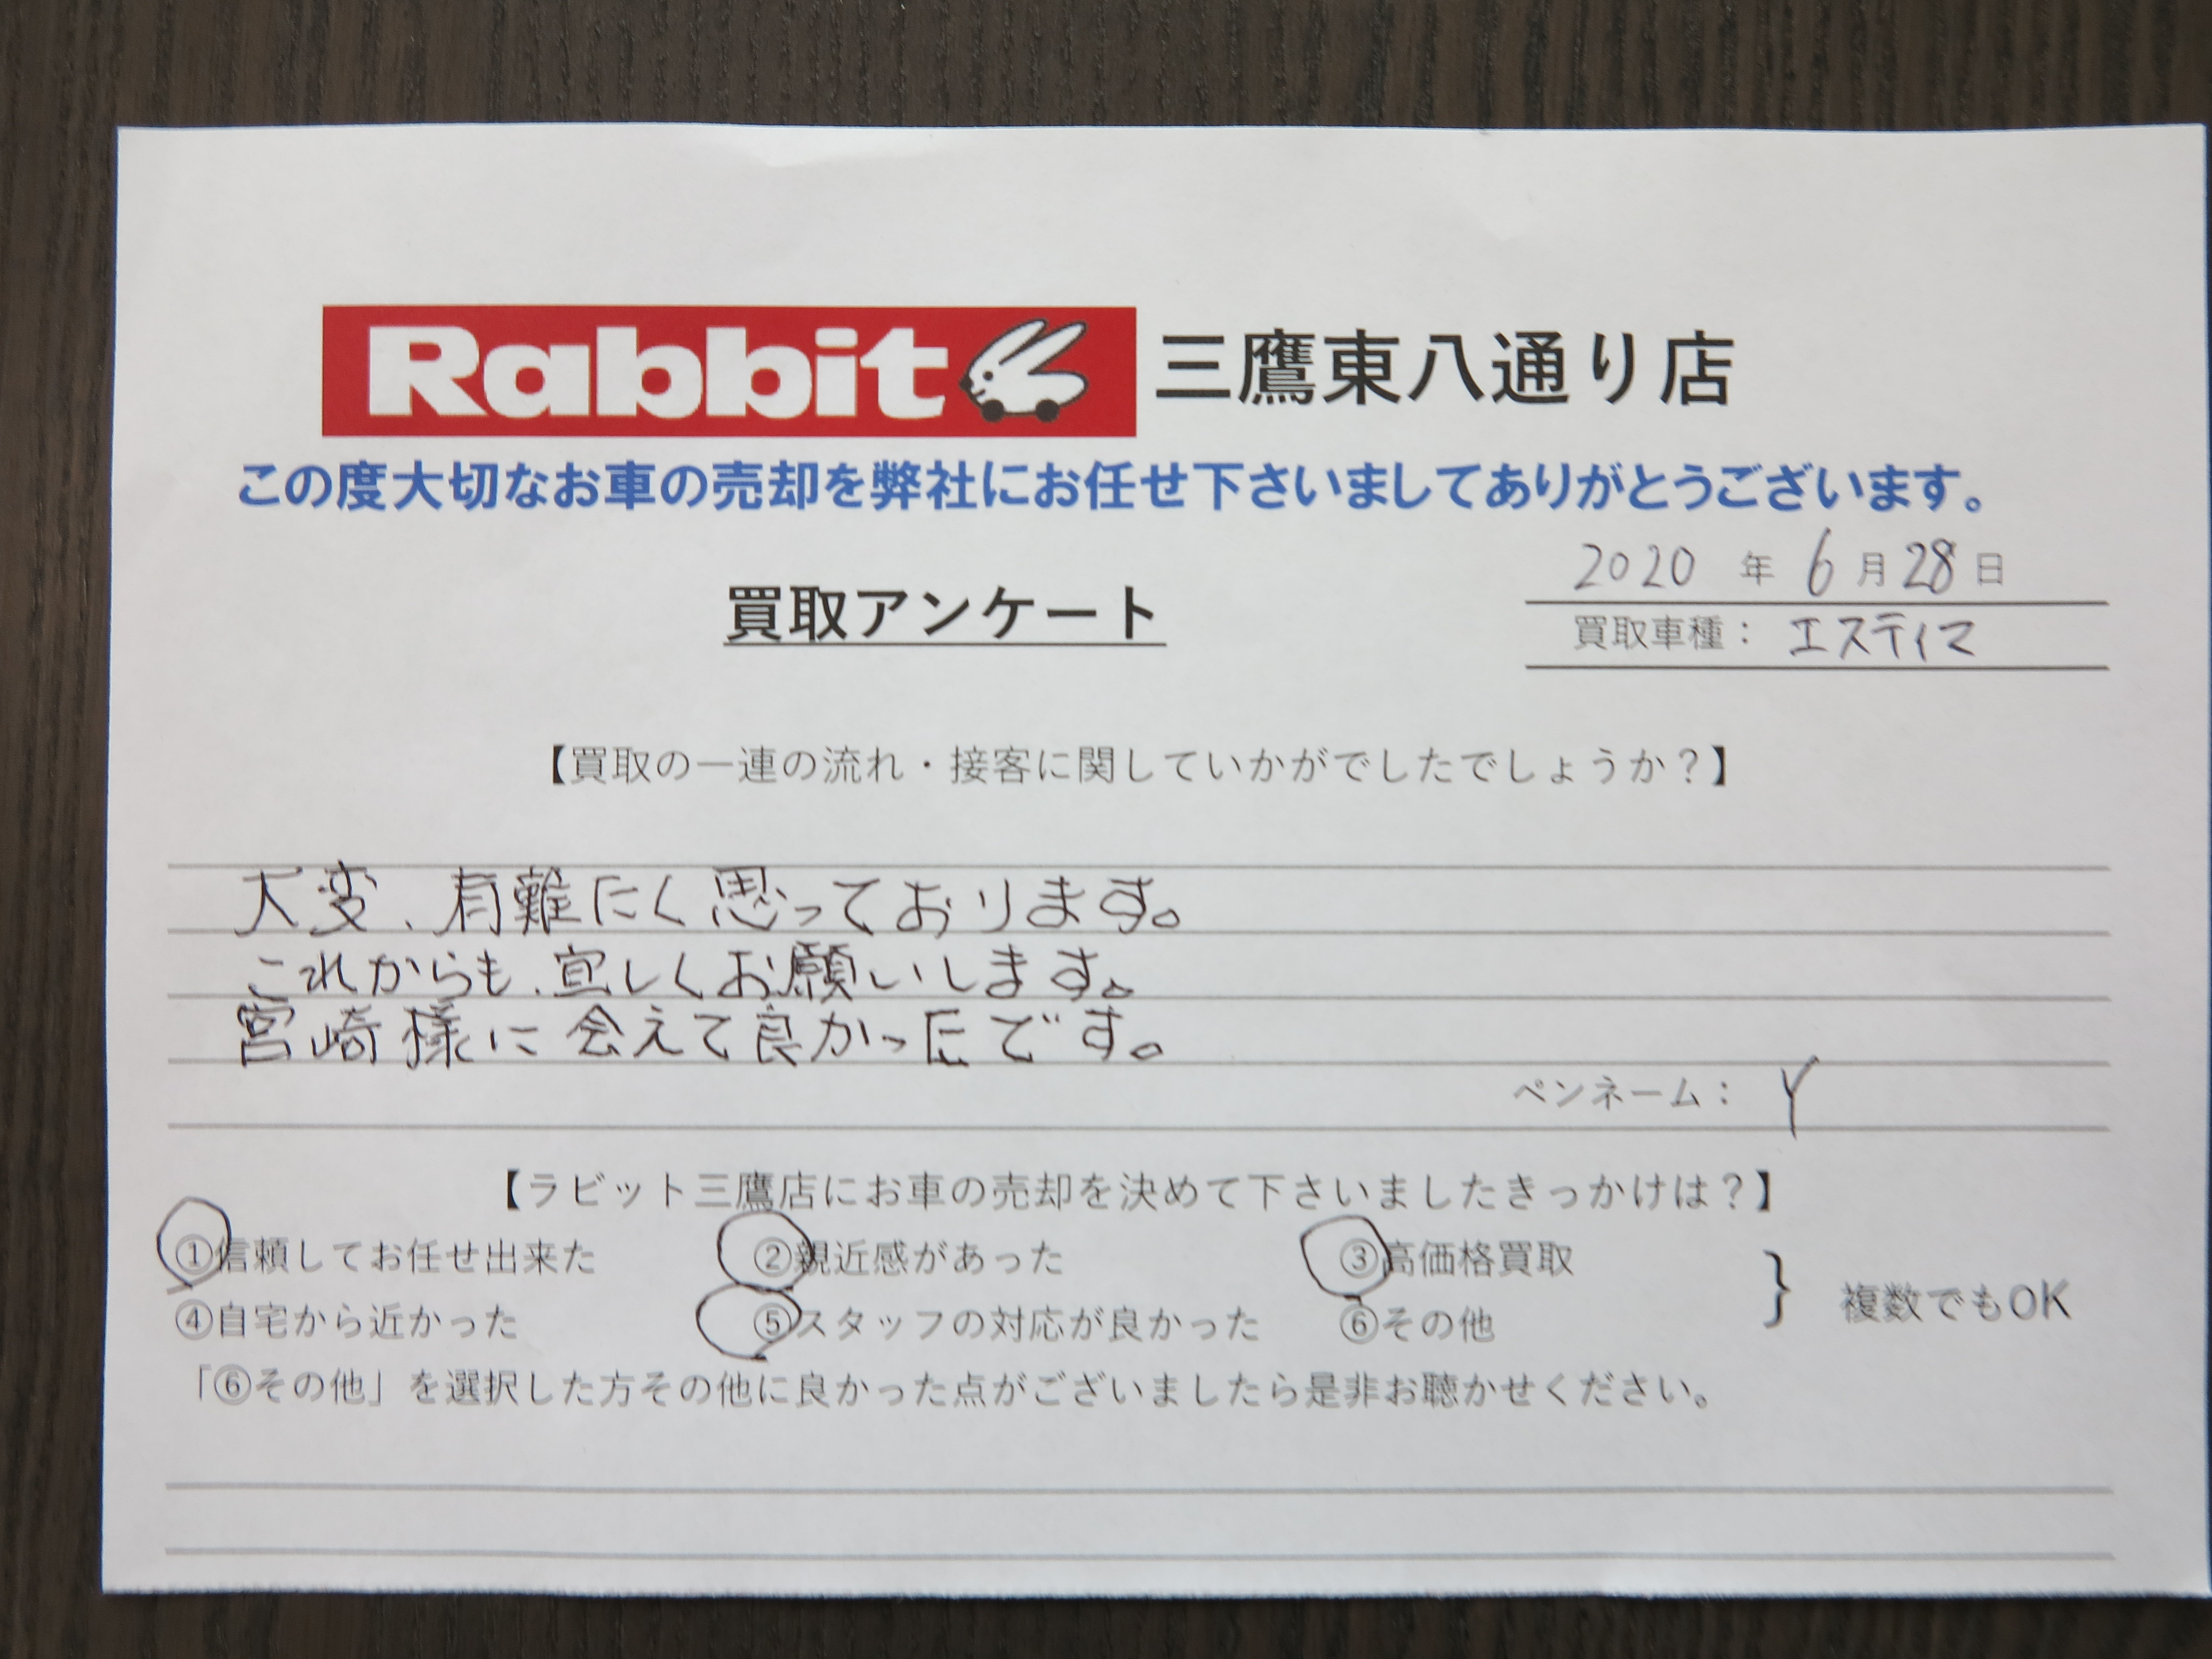 Rabbit 三鷹東八通り店
この度大切なお車の売却を弊社にお任せ下さいましてありがとうございます。
2020 年 6 月 28 日
買取アンケート
買取車種： エスティマ
【買取の一連の流れ・接客に関していかがでしたでしょうか？】
大変、有難たく思っております。
これからも、宜しくお願いします。
宮崎様に会えて良かったです。
ペンネーム： Y
【ラビット三鷹店にお車の売却を決めて下さいましたきっかけは？】
①信頼してお任せ出来た ②親近感があった ③高価格買取
④自宅から近かった ⑤スタッフの対応が良かった ⑥その他 } 複数でもOK
「⑥その他」を選択した方その他に良かった点がございましたら是非お聴かせください。